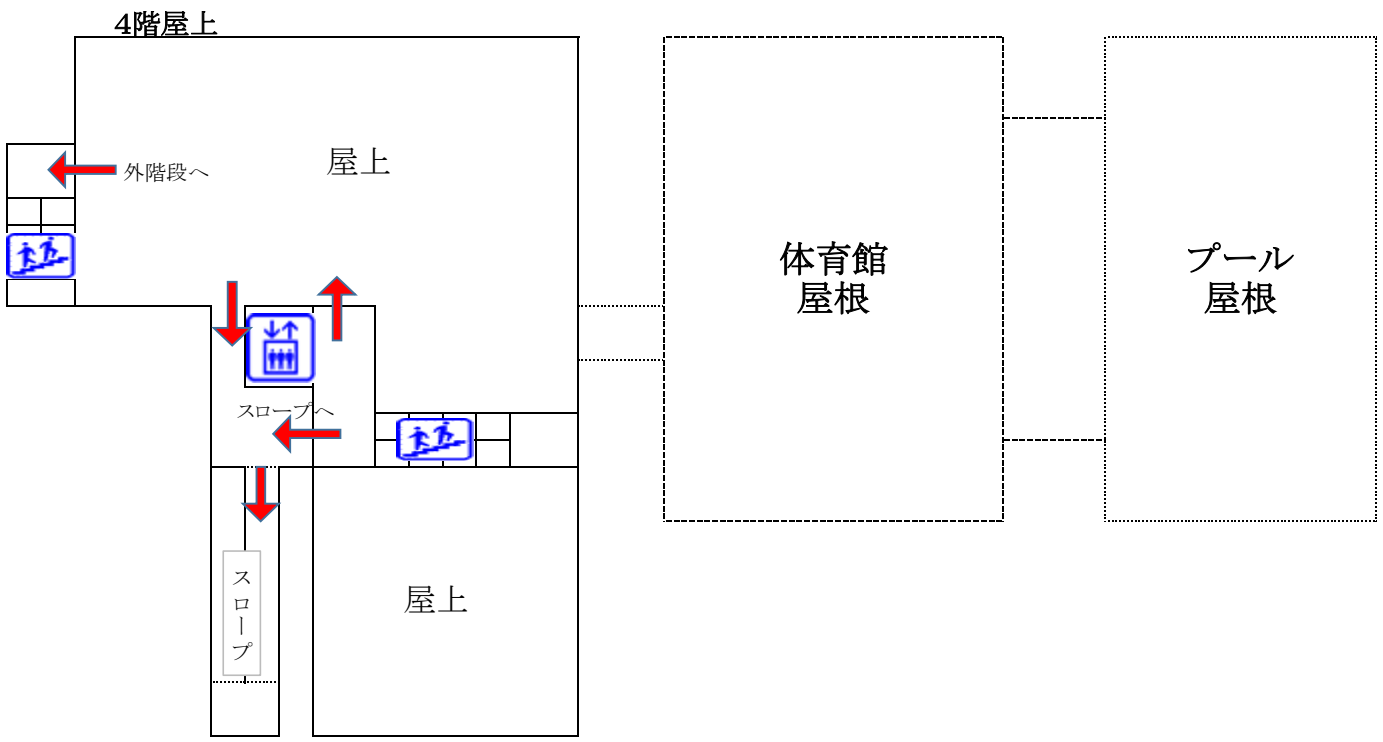 4階屋上
屋上
外階段へ
体育館
屋根
プール
屋根
スロープへ
スロープ
屋上